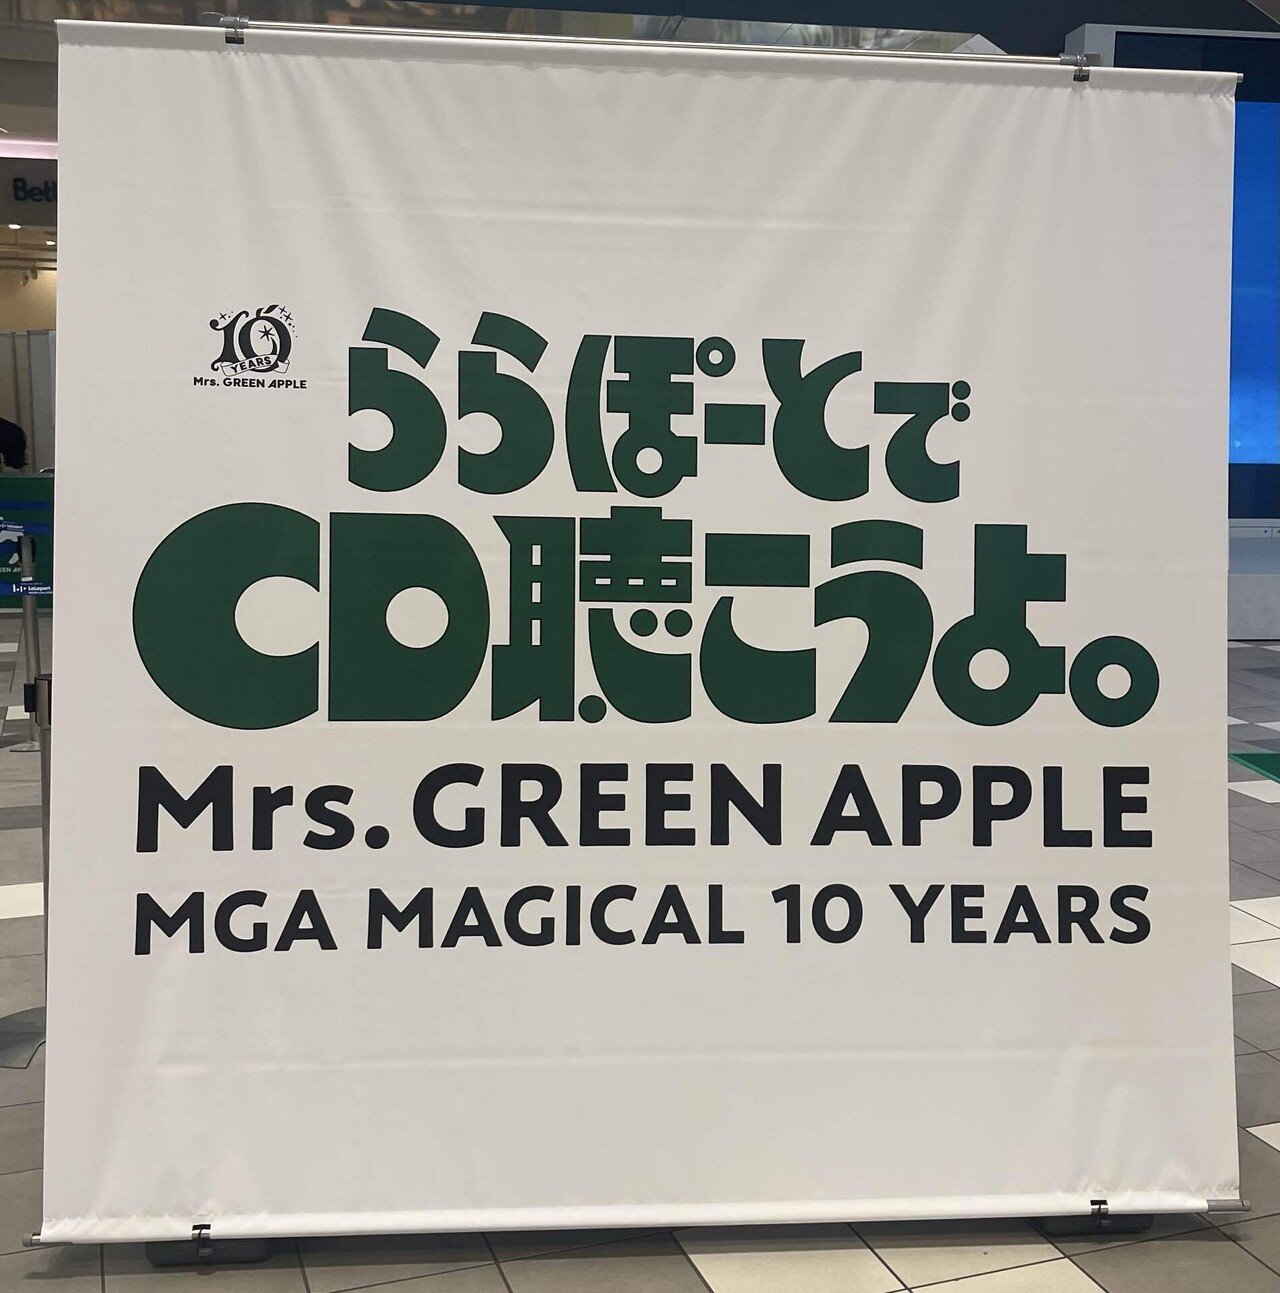 10
YEARS
Mrs. GREEN APPLE
ららぽーとで
CD聴こうよ。
Mrs. GREEN APPLE
MGA MAGICAL 10 YEARS
LaLaport